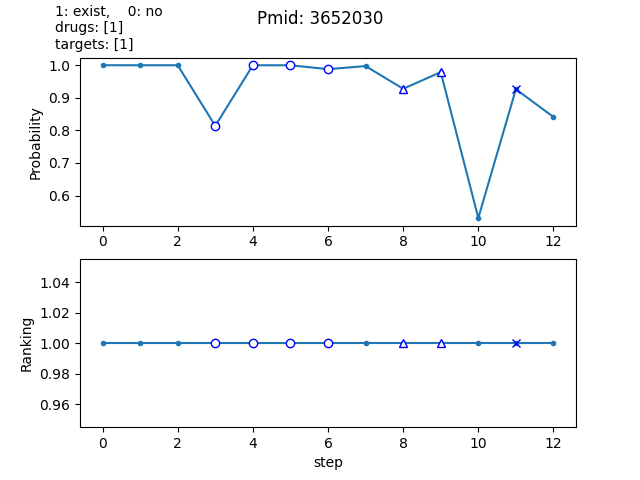 1: exist,    0: no
drugs: [1]
targets: [1]
Pmid: 3652030
1.0
0.9
0.8
0.7
0.6
Probability
0 2 4 6 8 10 12
1.04
1.02
1.00
0.98
0.96
Ranking
0 2 4 6 8 10 12
step